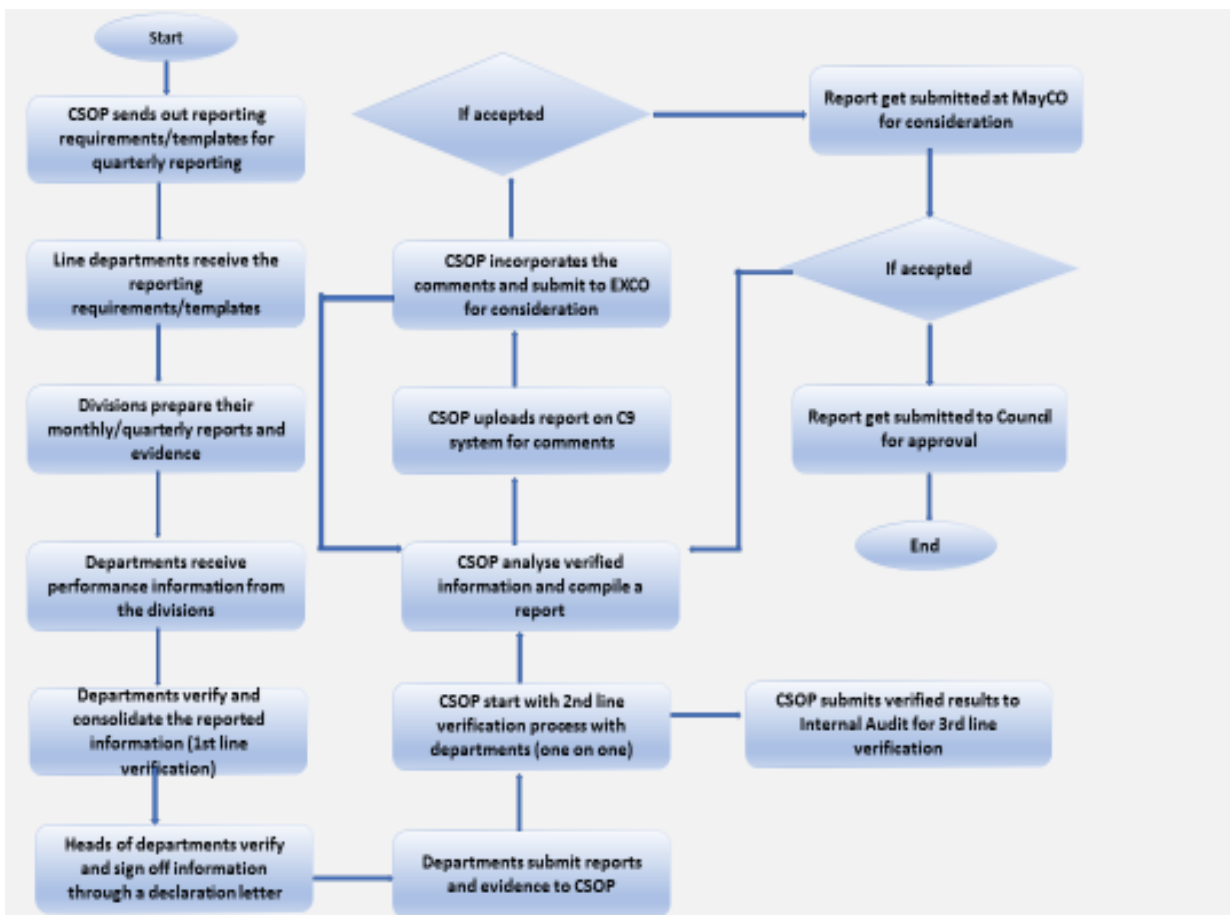 Start
CSOP sends out reporting
requirements/templates for
quarterly reporting
Line departments receive the
reporting
requirements/templates
Divisions prepare their
monthly/quarterly reports and
evidence
Departments receive
performance information from
the divisions
Departments verify and
consolidate the reported
information (1st line
verification)
Heads of departments verify
and sign off information
through a declaration letter
Departments submit reports
and evidence to CSOP
CSOP start with 2nd line
verification process with
departments (one on one)
CSOP submits verified results to
Internal Audit for 3rd line
verification
CSOP analyse verified
information and compile a
report
CSOP uploads report on C9
system for comments
CSOP incorporates the
comments and submit to EXCO
for consideration
If accepted
Report get submitted at MayCO
for consideration
If accepted
Report get submitted to Council
for approval
End